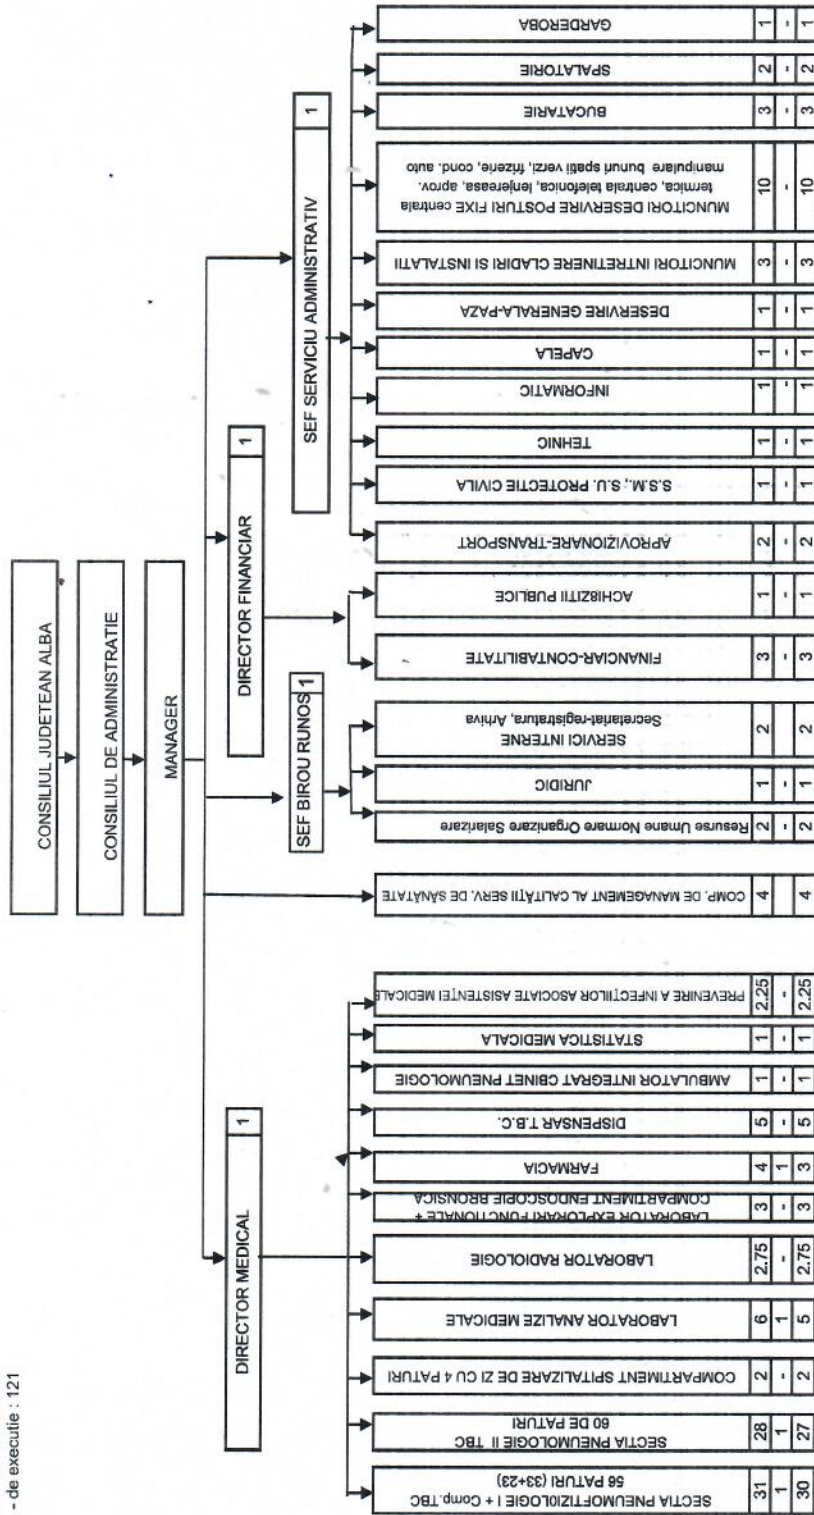 - de executie : 121
CONSILIUL JUDETEAN ALBA
CONSILIUL DE ADMINISTRATIE
MANAGER
DIRECTOR MEDICAL 1
SEF BIROU RUNOS 1
DIRECTOR FINANCIAR 1
SEF SERVICIU ADMINISTRATIV 1
SECTIA PNEUMOFTIZIOLOGIE I + Comp.TBC
56 PATURI (33+23)
31
1
30
SECTIA PNEUMOLOGIE II TBC
60 DE PATURI
28
1
27
COMPARTIMENT SPITALIZARE DE ZI CU 4 PATURI
2
-
2
LABORATOR ANALIZE MEDICALE
6
1
5
LABORATOR RADIOLOGIE
2.75
-
2.75
LABORATOR EXPLORARI FUNCTIONALE +
COMPARTIMENT ENDOSCOPIE BRONSICA
3
-
3
FARMACIA
4
1
3
DISPENSAR T.B.C.
5
-
5
AMBULATOR INTEGRAT CBINET PNEUMOLOGIE
1
-
1
STATISTICA MEDICALA
1
-
1
PREVENIRE A INFECŢIILOR ASOCIATE ASISTENŢEI MEDICALE
2.25
-
2.25
COMP. DE MANAGEMENT AL CALITĂŢII SERV. DE SĂNĂTATE
4
4
Resurse Umane Normare Organizare Salarizare
2
-
2
JURIDIC
1
-
1
SERVICI INTERNE
Secretariat-registratura, Arhiva
2
2
FINANCIAR-CONTABILITATE
3
-
3
ACHIBZITII PUBLICE
1
-
1
APROVIZIONARE-TRANSPORT
2
-
2
S.S.M., S.U. PROTECTIE CIVILA
1
-
1
TEHNIC
1
-
1
INFORMATIC
1
-
1
CAPELA
1
-
1
DESERVIRE GENERALA-PAZA
1
-
1
MUNCITORI INTRETINERE CLADIRI SI INSTALATII
3
-
3
MUNCITORI DESERVIRE POSTURI FIXE centrala
termica, centrala telefonica, lenjereasa, aprov.
manipulare bunuri spatii verzi, frizerie, cond. auto
10
-
10
BUCATARIE
3
-
3
SPALATORIE
2
-
2
GARDEROBA
1
-
1